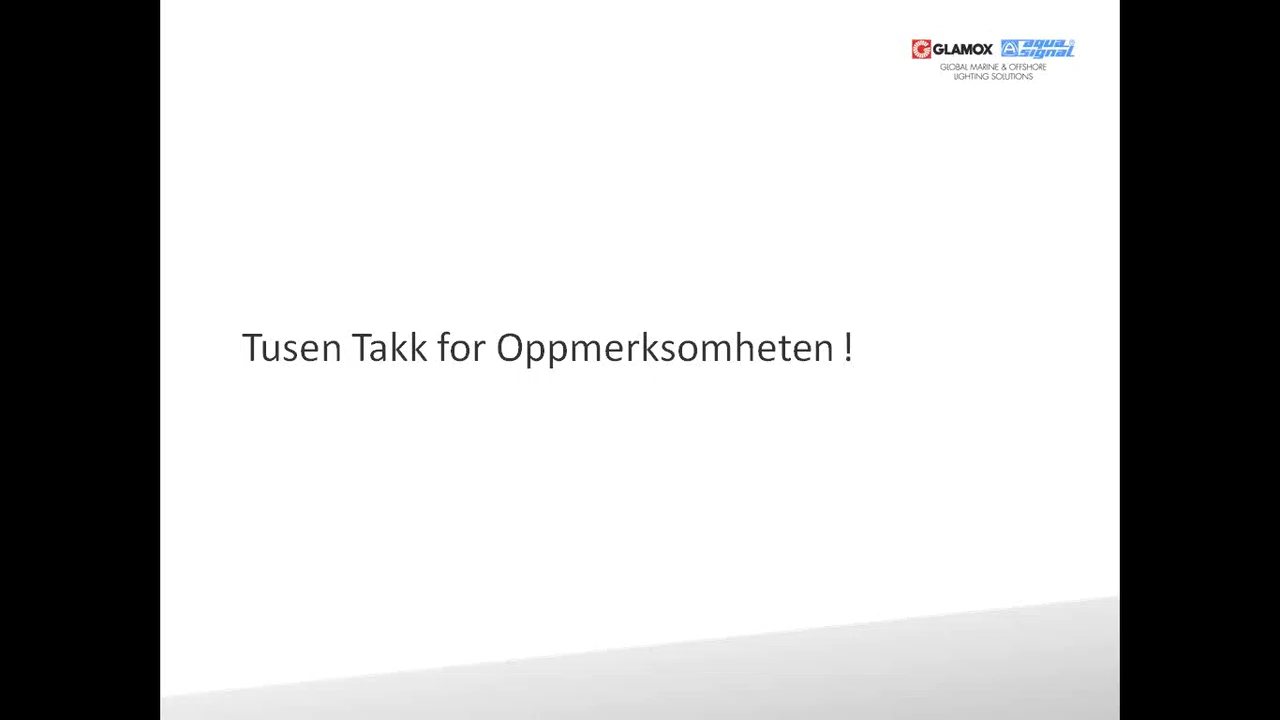 GLAMOX aqua signal
GLOBAL MARINE & OFFSHORE
LIGHTING SOLUTIONS
Tusen Takk for Oppmerksomheten !